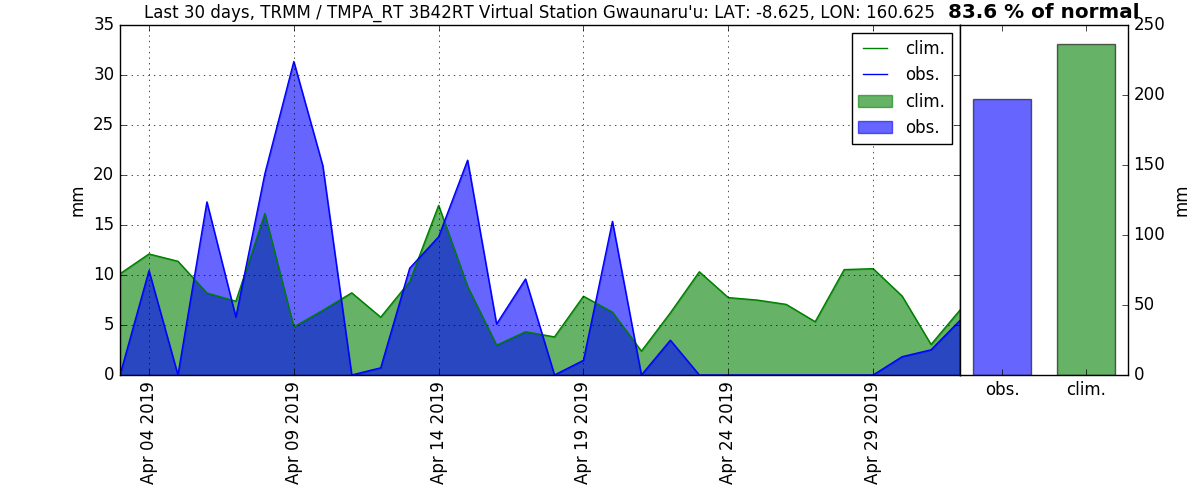 Last 30 days, TRMM / TMPA_RT 3B42RT Virtual Station Gwaunaru'u: LAT: -8.625, LON: 160.625
83.6 % of normal
35
30
25
20
15
10
5
0
mm
clim.
obs.
clim.
obs.
Apr 04 2019
Apr 09 2019
Apr 14 2019
Apr 19 2019
Apr 24 2019
Apr 29 2019
250
200
150
100
50
0
mm
obs.
clim.